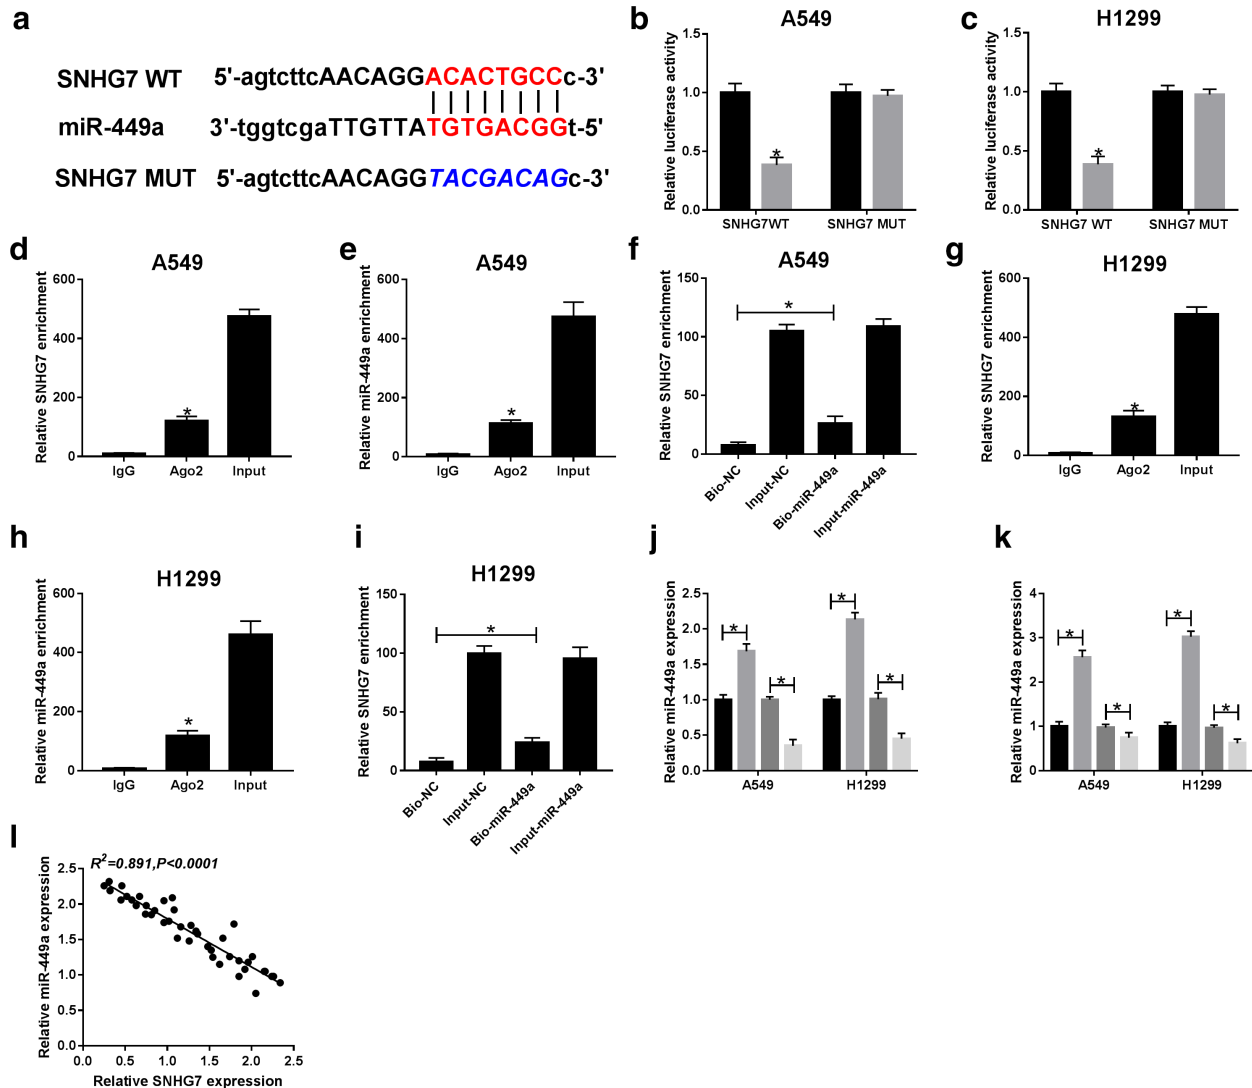 a
SNHG7 WT 5'-agtcttcAACAGGACACTGCCc-3'
miR-449a 3'-tggtcgaTTGTTATGTGACGGt-5'
SNHG7 MUT 5'-agtcttcAACAGGTACGACAGc-3'
b
A549
Relative luciferase activity
1.5
1.0
0.5
0.0
*
SNHG7WT SNHG7 MUT
c
H1299
Relative luciferase activity
1.5
1.0
0.5
0.0
*
SNHG7 WT SNHG7 MUT
d
A549
Relative SNHG7 enrichment
600
400
200
0
*
IgG Ago2 Input
e
A549
Relative miR-449a enrichment
600
400
200
0
*
IgG Ago2 Input
f
A549
Relative SNHG7 enrichment
150
100
50
0
*
Bio-NC Input-NC Bio-miR-449a Input-miR-449a
g
H1299
Relative SNHG7 enrichment
600
400
200
0
*
IgG Ago2 Input
h
H1299
Relative miR-449a enrichment
600
400
200
0
*
IgG Ago2 Input
i
H1299
Relative SNHG7 enrichment
150
100
50
0
*
Bio-NC Input-NC Bio-miR-449a Input-miR-449a
j
Relative miR-449a expression
2.5
2.0
1.5
1.0
0.5
0.0
* * * *
A549 H1299
k
Relative miR-449a expression
4
3
2
1
0
* * * *
A549 H1299
l
R2=0.891,P<0.0001
Relative miR-449a expression
2.5
2.0
1.5
1.0
0.5
0.0
0.0 0.5 1.0 1.5 2.0 2.5
Relative SNHG7 expression